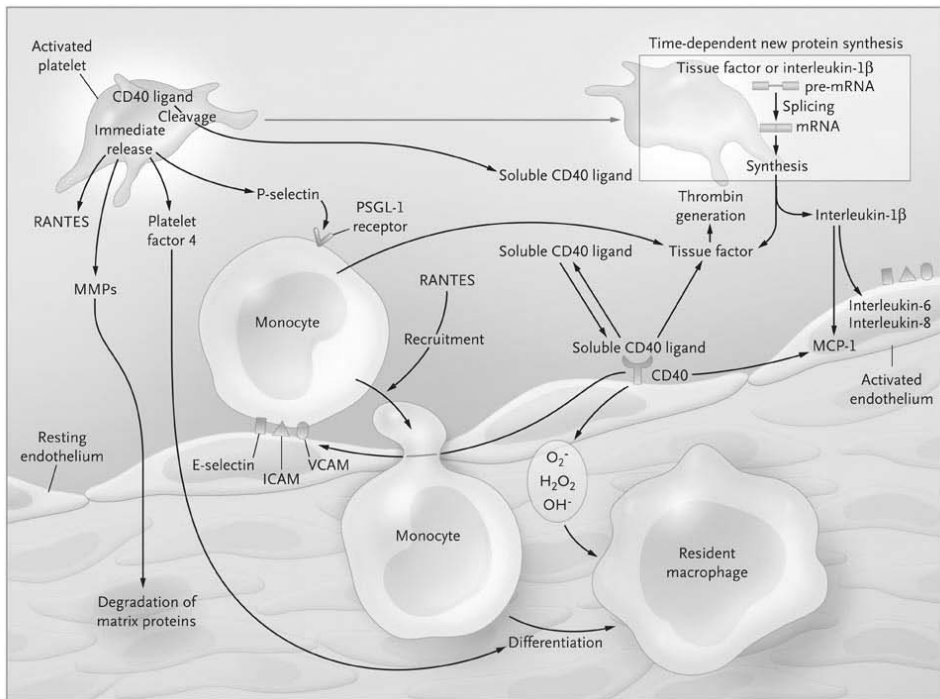 Activated
platelet
CD40 ligand
Cleavage
Immediate
release
RANTES
MMPs
Platelet
factor 4
P-selectin
PSGL-1
receptor
Soluble CD40 ligand
Time-dependent new protein synthesis
Tissue factor or interleukin-1β
pre-mRNA
Splicing
mRNA
Synthesis
Thrombin
generation
Tissue factor
Interleukin-1β
Soluble CD40 ligand
RANTES
Recruitment
Monocyte
Soluble CD40 ligand
CD40
Interleukin-6
Interleukin-8
MCP-1
Activated
endothelium
Resting
endothelium
E-selectin
ICAM
VCAM
O₂⁻
H₂O₂
OH⁻
Monocyte
Resident
macrophage
Degradation of
matrix proteins
Differentiation